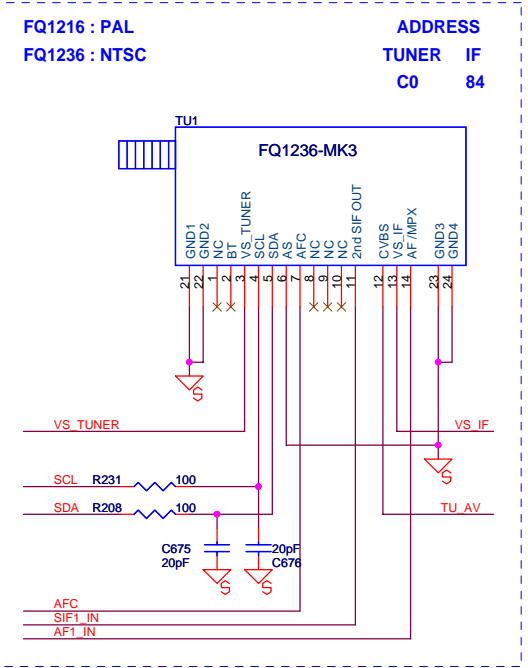 FQ1216 : PAL
FQ1236 : NTSC
ADDRESS
TUNER IF
C0 84
TU1
FQ1236-MK3
GND1
GND2
NC
BT
VS_TUNER
SCL
SDA
AS
AFC
NC
NC
NC
2nd SIF OUT
CVBS
VS_IF
AF /MPX
GND3
GND4
21
22
1
2
3
4
5
6
7
8
9
10
11
12
13
14
23
24
S
VS_TUNER
VS_IF
S
SCL R231 100
SDA R208 100
TU_AV
C675
20pF
20pF
C676
S
S
AFC
SIF1_IN
AF1_IN